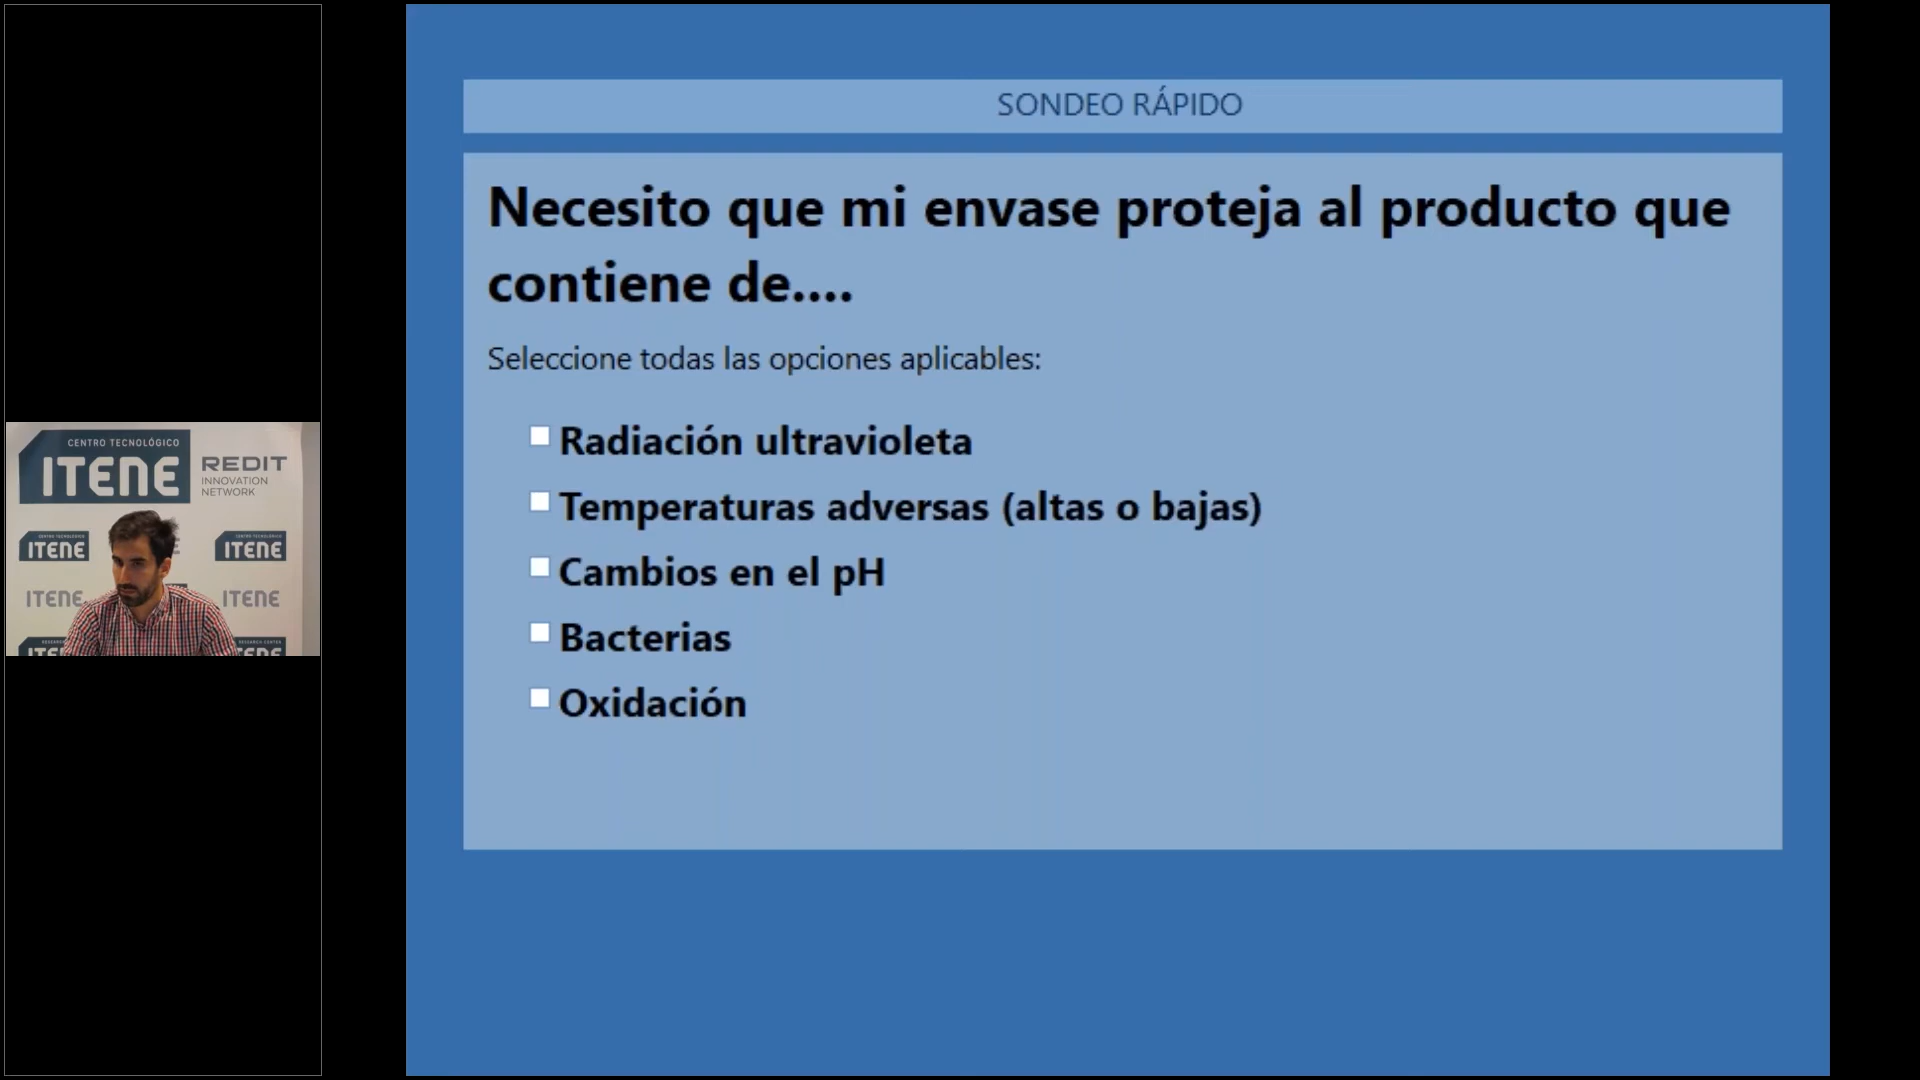 SONDEO RÁPIDO
Necesito que mi envase proteja al producto que
contiene de....
Seleccione todas las opciones aplicables:
Radiación ultravioleta
Temperaturas adversas (altas o bajas)
Cambios en el pH
Bacterias
Oxidación
CENTRO TECNOLÓGICO
ITENE
REDIT
INNOVATION
NETWORK
ITENE
ITENE
ITENE
ITENE